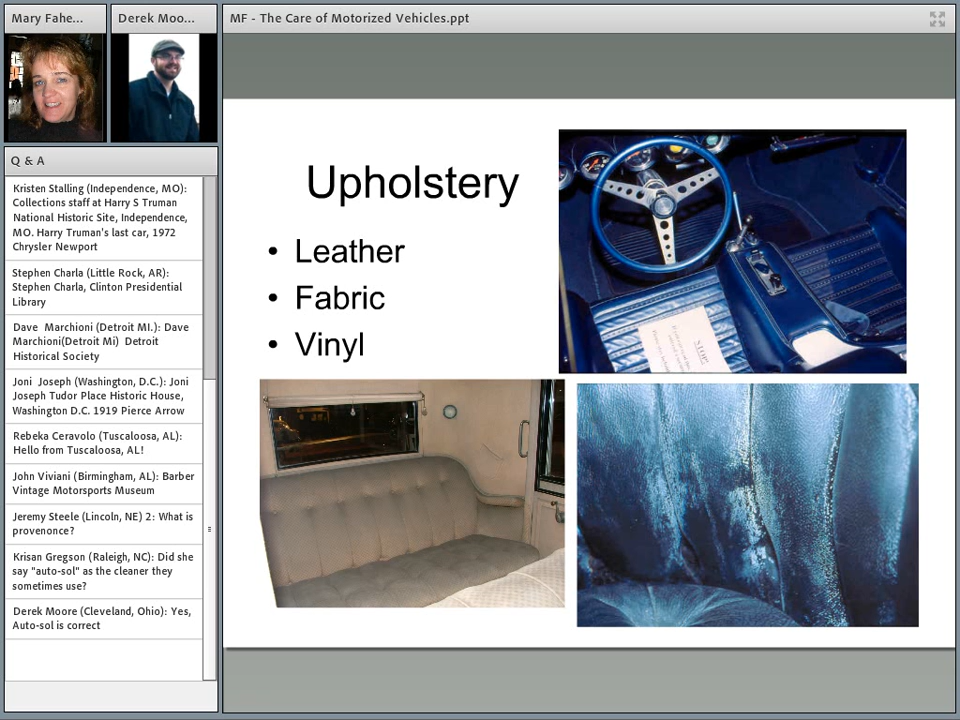 Mary Fahe...
Derek Moo...
MF - The Care of Motorized Vehicles.ppt
Q & A
Kristen Stalling (Independence, MO):
Collections staff at Harry S Truman
National Historic Site, Independence,
MO. Harry Truman's last car, 1972
Chrysler Newport
Stephen Charla (Little Rock, AR):
Stephen Charla, Clinton Presidential
Library
Dave  Marchioni (Detroit MI.): Dave
Marchioni(Detroit Mi)  Detroit
Historical Society
Joni  Joseph (Washington, D.C.): Joni
Joseph Tudor Place Historic House,
Washington D.C. 1919 Pierce Arrow
Rebeka Ceravolo (Tuscaloosa, AL):
Hello from Tuscaloosa, AL!
John Viviani (Birmingham, AL): Barber
Vintage Motorsports Museum
Jeremy Steele (Lincoln, NE) 2: What is
provenonce?
Krisan Gregson (Raleigh, NC): Did she
say "auto-sol" as the cleaner they
sometimes use?
Derek Moore (Cleveland, Ohio): Yes,
Auto-sol is correct
Upholstery
• Leather
• Fabric
• Vinyl
STOP!